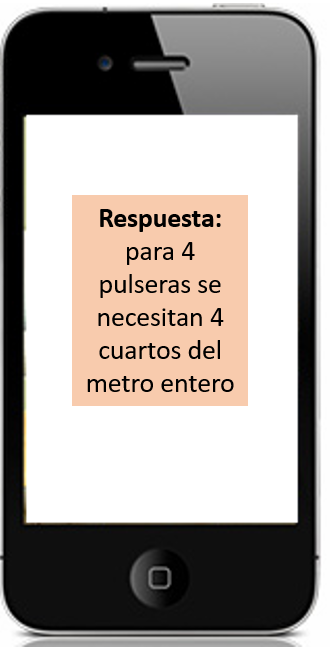 Respuesta:
para 4
pulseras se
necesitan 4
cuartos del
metro entero